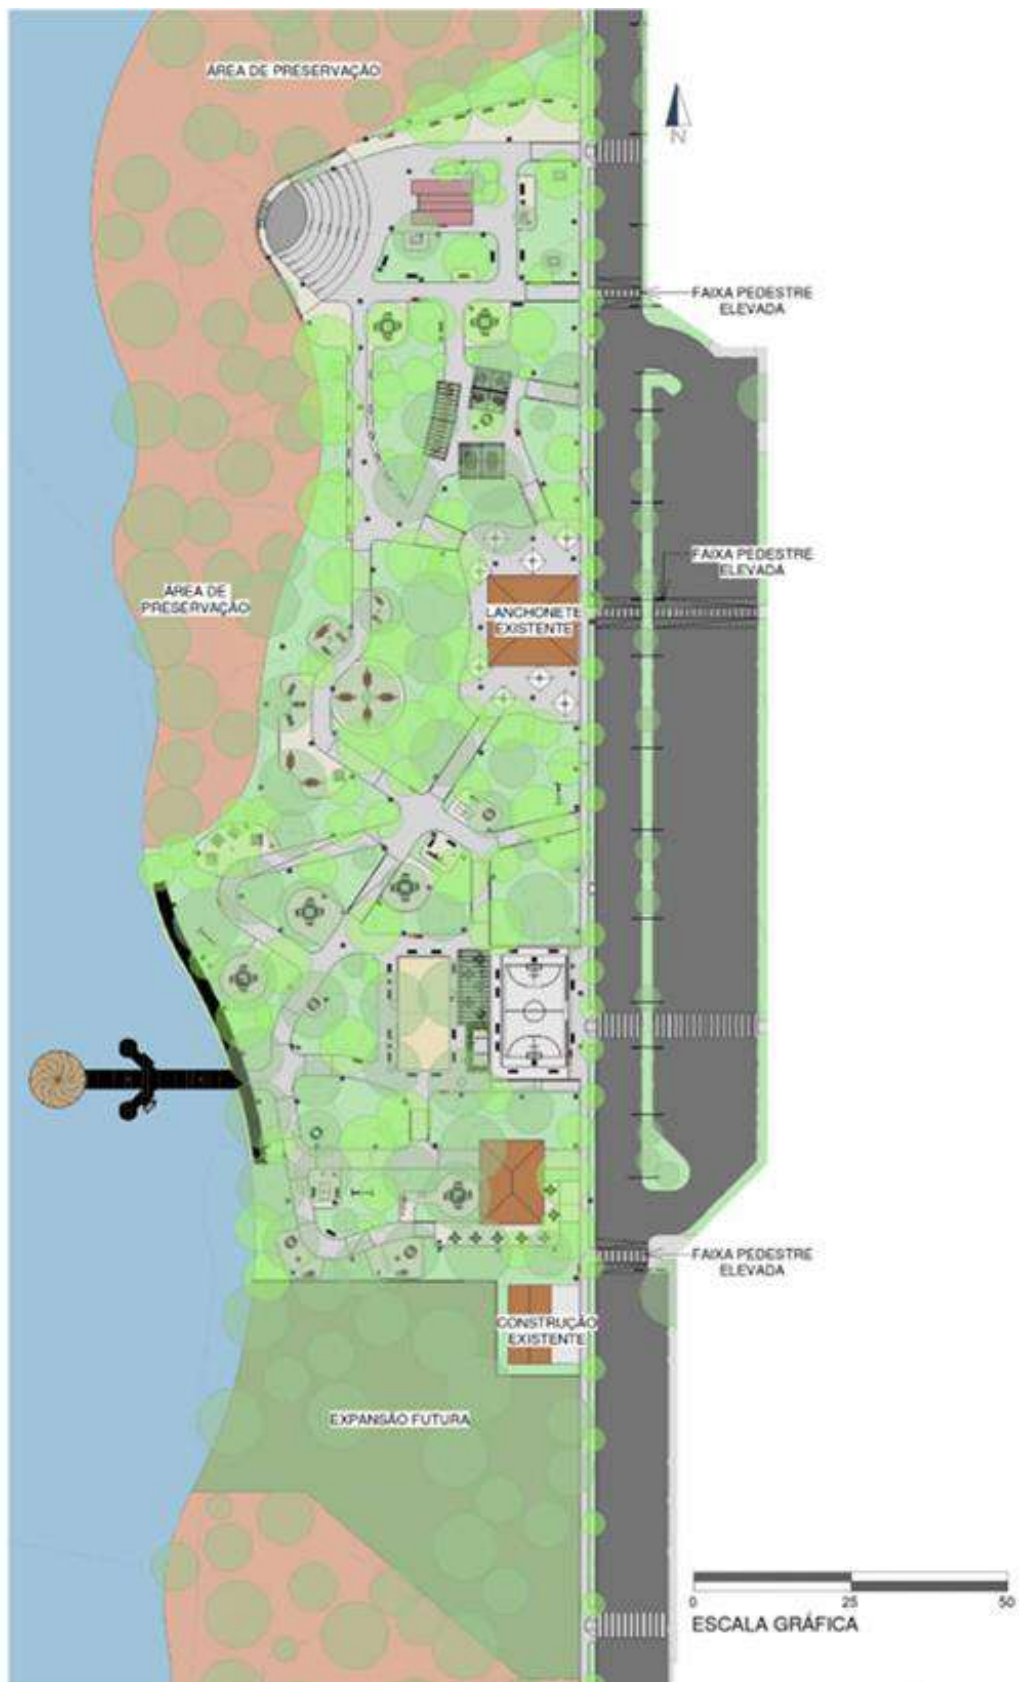 ÁREA DE PRESERVAÇÃO
N
FAIXA PEDESTRE
ELEVADA
FAIXA PEDESTRE
ELEVADA
ÁREA DE
PRESERVAÇÃO
LANCHONETE
EXISTENTE
FAIXA PEDESTRE
ELEVADA
CONSTRUÇÃO
EXISTENTE
EXPANSÃO FUTURA
0 25 50
ESCALA GRÁFICA